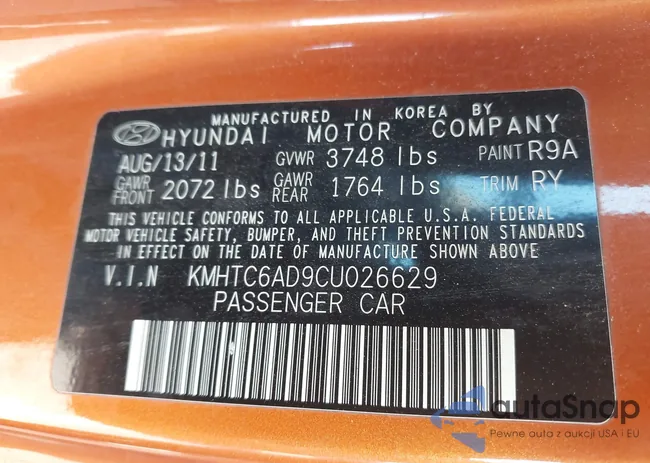 MANUFACTURED IN KOREA BY
HYUNDAI MOTOR COMPANY
AUG/13/11 GVWR 3748 lbs PAINT R9A
GAWR FRONT 2072 lbs GAWR REAR 1764 lbs TRIM RY
THIS VEHICLE CONFORMS TO ALL APPLICABLE U.S.A. FEDERAL
MOTOR VEHICLE SAFETY, BUMPER, AND THEFT PREVENTION STANDARDS
IN EFFECT ON THE DATE OF MANUFACTURE SHOWN ABOVE.
V.I.N KMHTC6AD9CU026629
PASSENGER CAR
autaSnap
Pewne auta z aukcji USA i EU